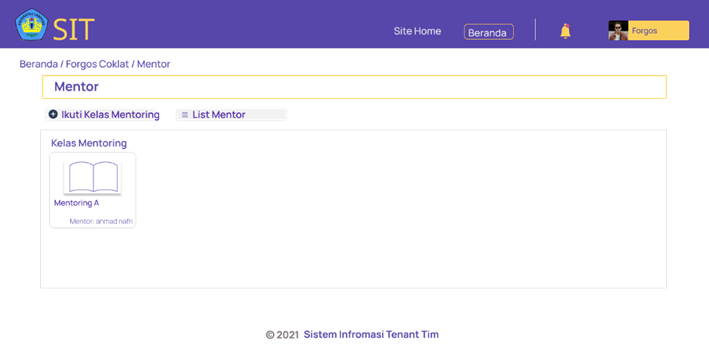 SIT
Site Home
Beranda
Forgos
Beranda / Forgos Coklat / Mentor
Mentor
Ikuti Kelas Mentoring
List Mentor
Kelas Mentoring
Mentoring A
Mentor: ahmad nafri
© 2021 Sistem Infromasi Tenant Tim